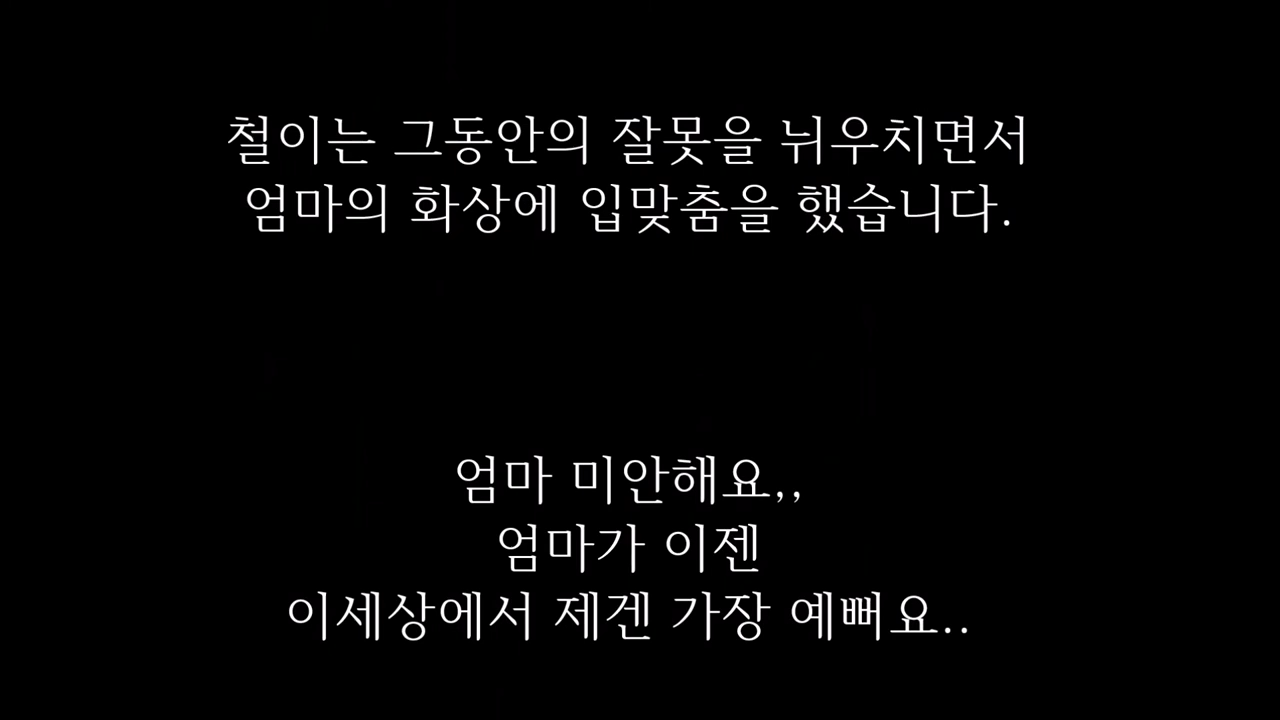 철이는 그동안의 잘못을 뉘우치면서
엄마의 화상에 입맞춤을 했습니다.
엄마 미안해요,,
엄마가 이젠
이세상에서 제겐 가장 예뻐요..